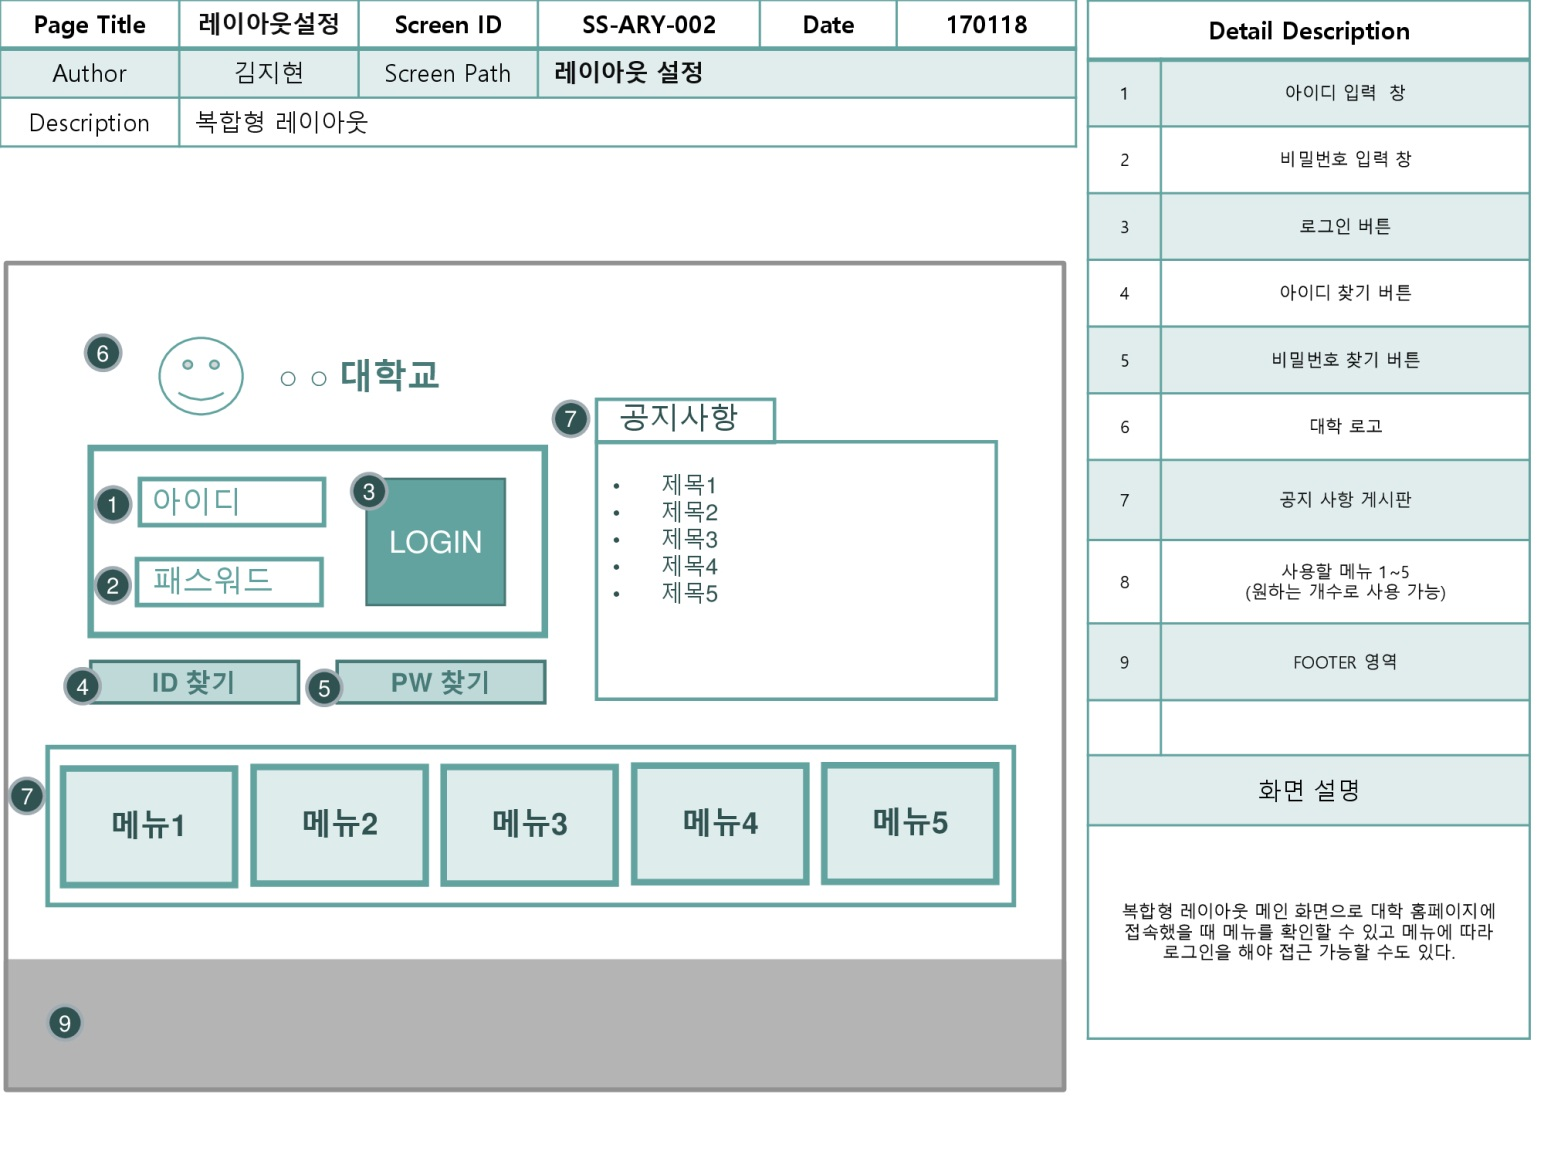 Page Title 레이아웃설정 Screen ID SS-ARY-002 Date 170118
Author 김지현 Screen Path 레이아웃 설정
Description 복합형 레이아웃
6
○ ○ 대학교
7 공지사항
1 아이디
2 패스워드
3 LOGIN
• 제목1
• 제목2
• 제목3
• 제목4
• 제목5
4 ID 찾기
5 PW 찾기
7 메뉴1 메뉴2 메뉴3 메뉴4 메뉴5
9
Detail Description
1 아이디 입력 창
2 비밀번호 입력 창
3 로그인 버튼
4 아이디 찾기 버튼
5 비밀번호 찾기 버튼
6 대학 로고
7 공지 사항 게시판
8 사용할 메뉴 1~5
(원하는 개수로 사용 가능)
9 FOOTER 영역
화면 설명
복합형 레이아웃 메인 화면으로 대학 홈페이지에
접속했을 때 메뉴를 확인할 수 있고 메뉴에 따라
로그인을 해야 접근 가능할 수도 있다.